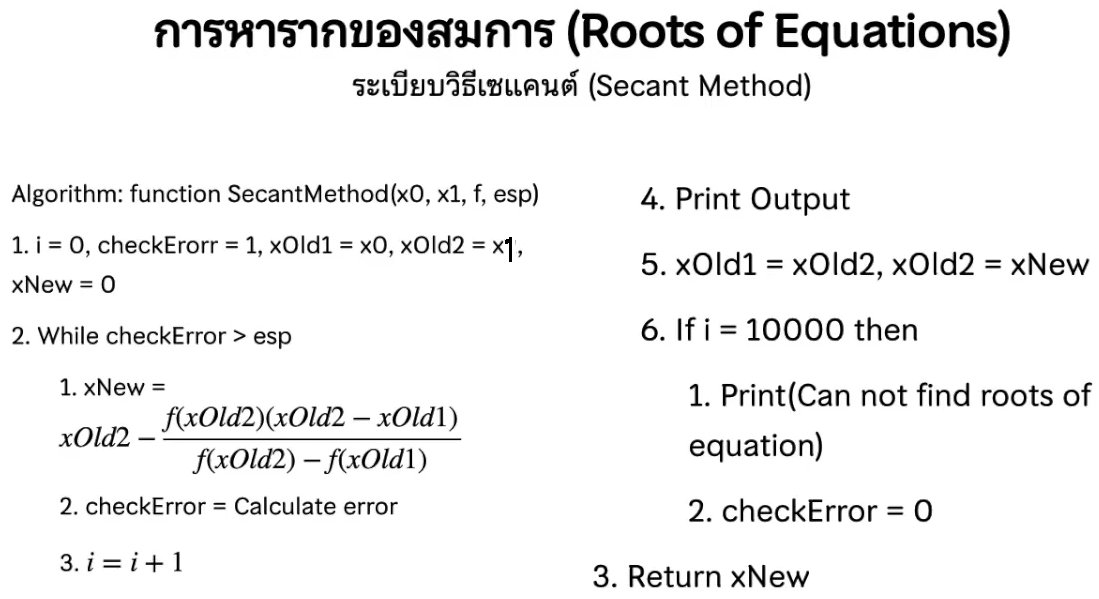 การหารากของสมการ (Roots of Equations)
ระเบียบวิธีเซแคนต์ (Secant Method)
Algorithm: function SecantMethod(x0, x1, f, esp)
1. i = 0, checkErorr = 1, xOld1 = x0, xOld2 = x1,
xNew = 0
2. While checkError > esp
1. xNew =
xOld2 − \frac{f(xOld2)(xOld2 − xOld1)}{f(xOld2) − f(xOld1)}
2. checkError = Calculate error
3. i = i + 1
4. Print Output
5. xOld1 = xOld2, xOld2 = xNew
6. If i = 10000 then
1. Print(Can not find roots of
equation)
2. checkError = 0
3. Return xNew